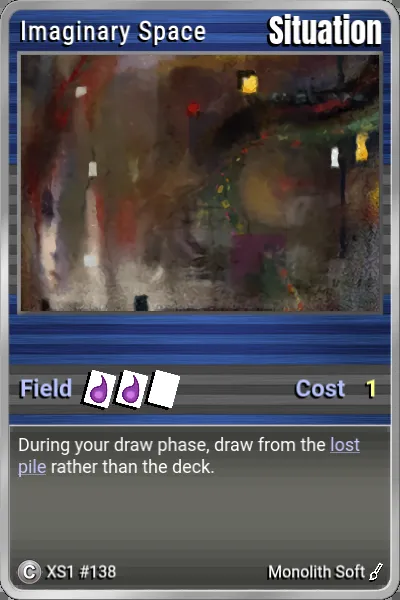 Imaginary Space
Situation
Field
Cost 1
During your draw phase, draw from the lost
pile rather than the deck.
C XS1 #138
Monolith Soft